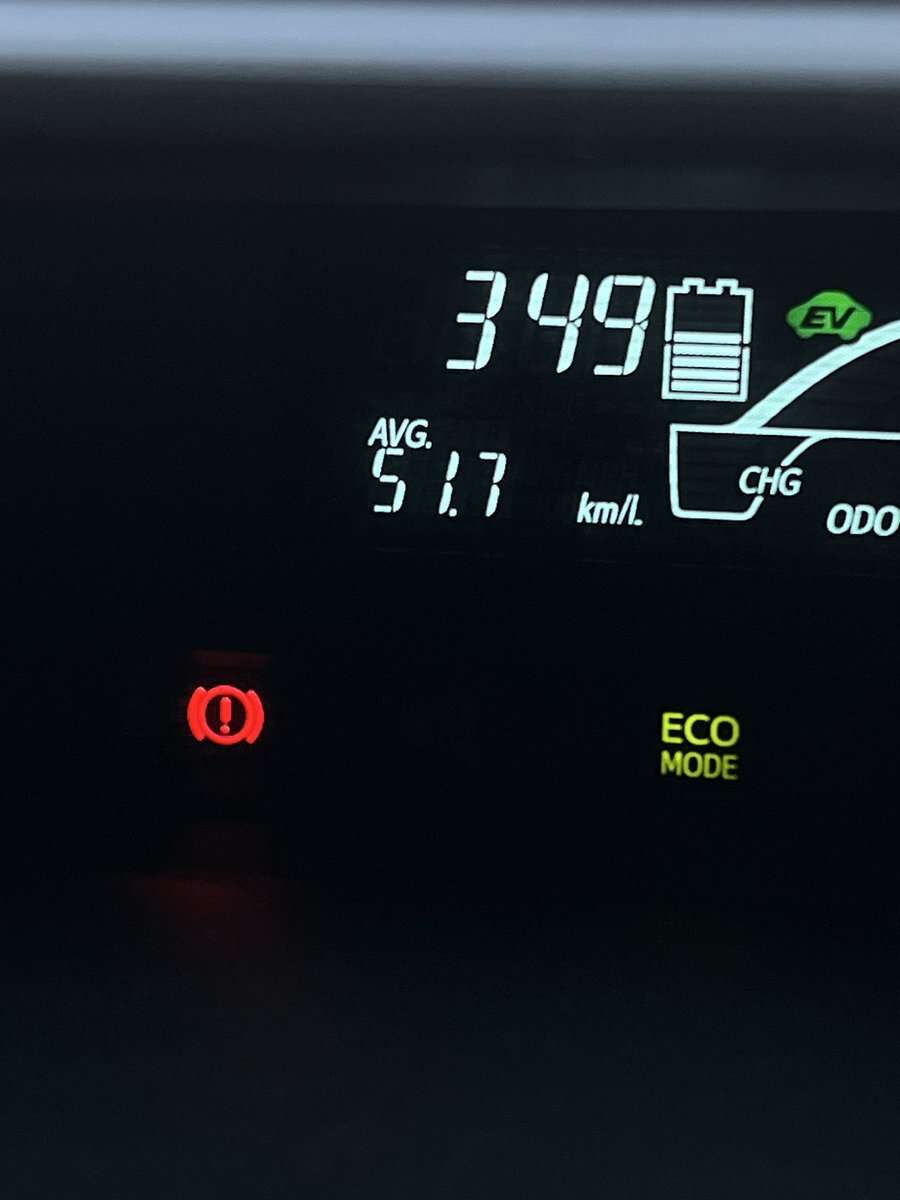 349
EV
AVG.
51.7
km/L
CHG
ODO
!
ECO
MODE